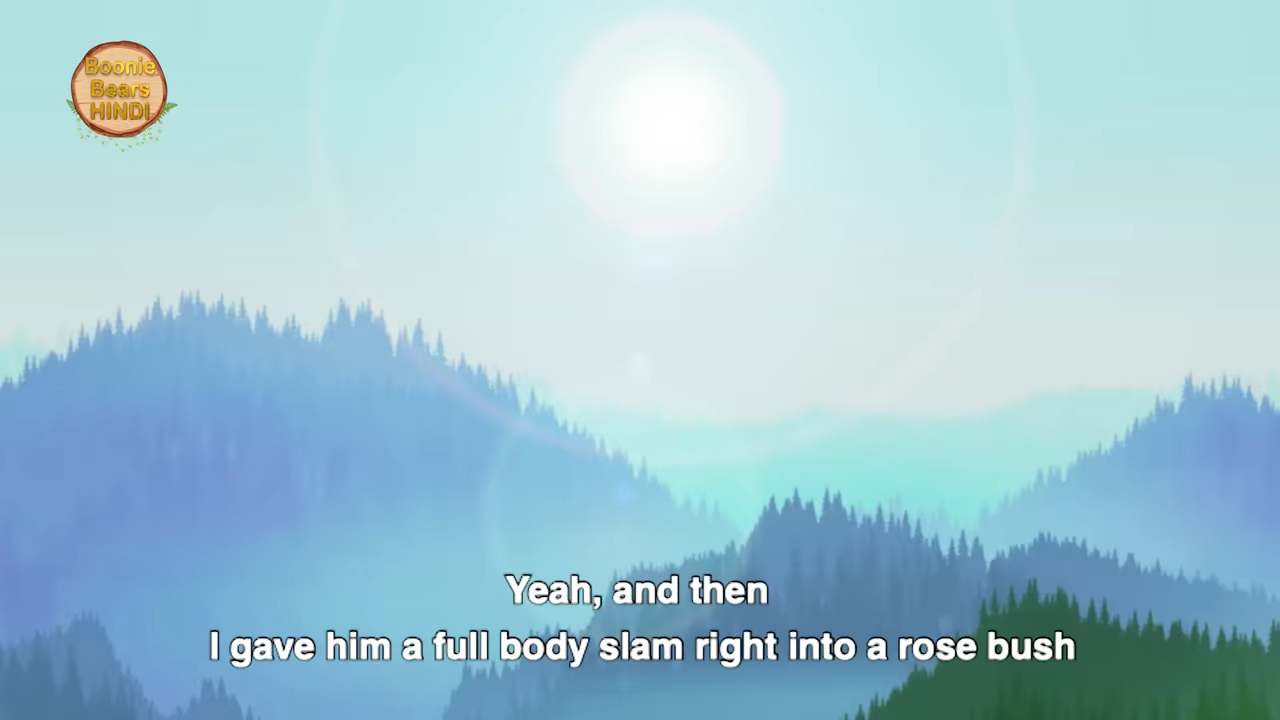 Boonie
Bears
HINDI
Yeah, and then
I gave him a full body slam right into a rose bush